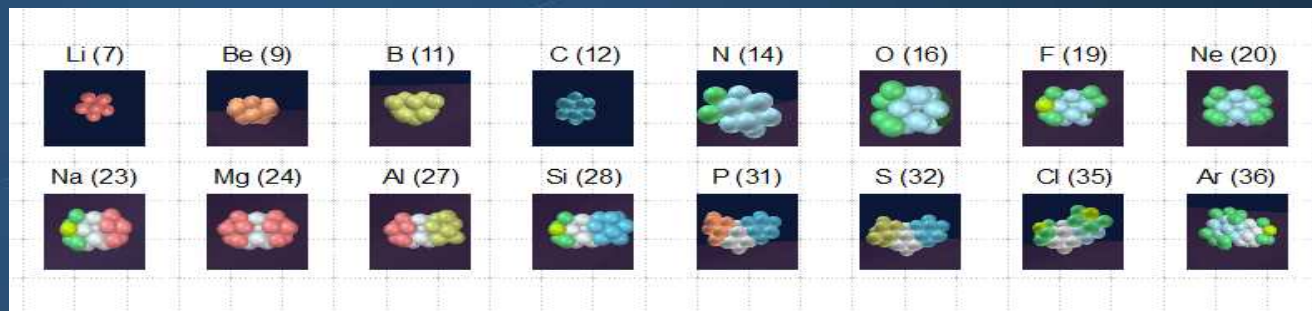 Li (7) Be (9) B (11) C (12) N (14) O (16) F (19) Ne (20)
Na (23) Mg (24) Al (27) Si (28) P (31) S (32) Cl (35) Ar (36)